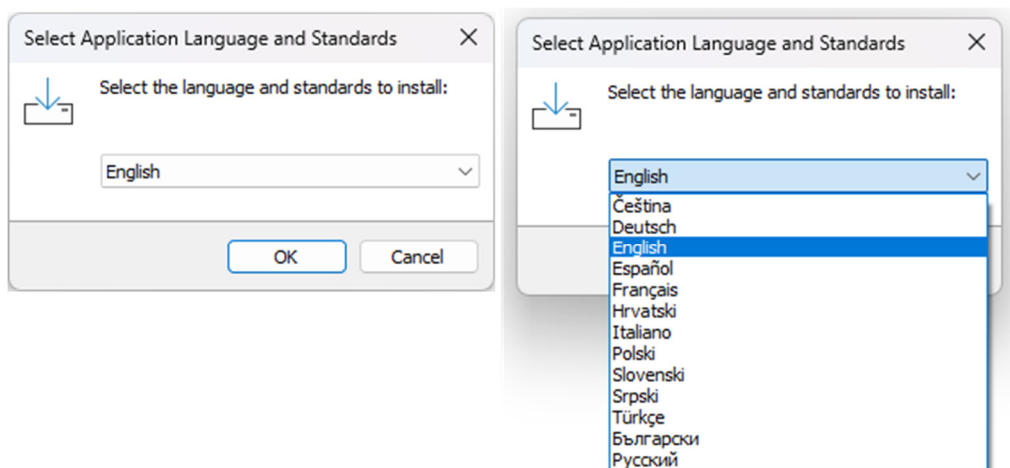 Select Application Language and Standards
Select the language and standards to install:
English
OK
Cancel
Select Application Language and Standards
Select the language and standards to install:
English
Čeština
Deutsch
English
Español
Français
Hrvatski
Italiano
Polski
Slovenski
Srpski
Türkçe
Български
Русский